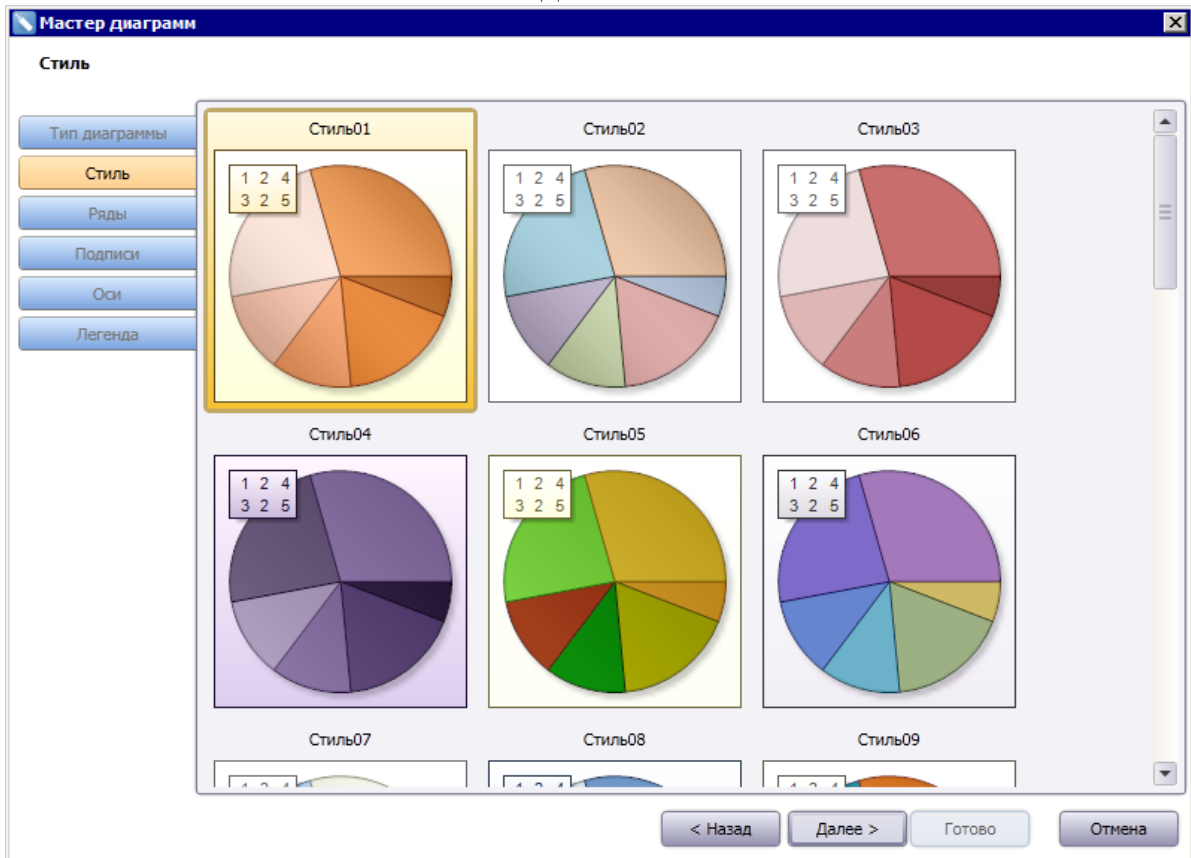 Мастер диаграмм
Стиль
Тип диаграммы
Стиль
Ряды
Подписи
Оси
Легенда
Стиль01 Стиль02 Стиль03
1 2 4 1 2 4 1 2 4
3 2 5 3 2 5 3 2 5
Стиль04 Стиль05 Стиль06
1 2 4 1 2 4 1 2 4
3 2 5 3 2 5 3 2 5
Стиль07 Стиль08 Стиль09
< Назад Далее > Готово Отмена